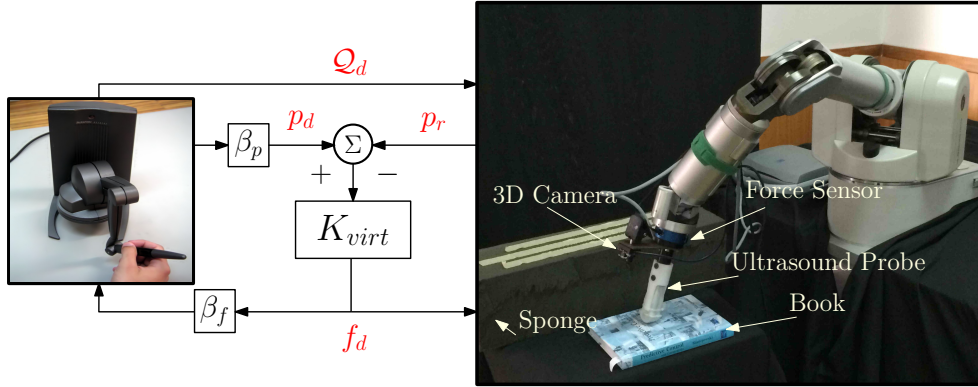 𝒬_d
β_p
p_d
Σ
p_r
+
−
K_virt
β_f
f_d
3D Camera
Force Sensor
Ultrasound Probe
Book
Sponge